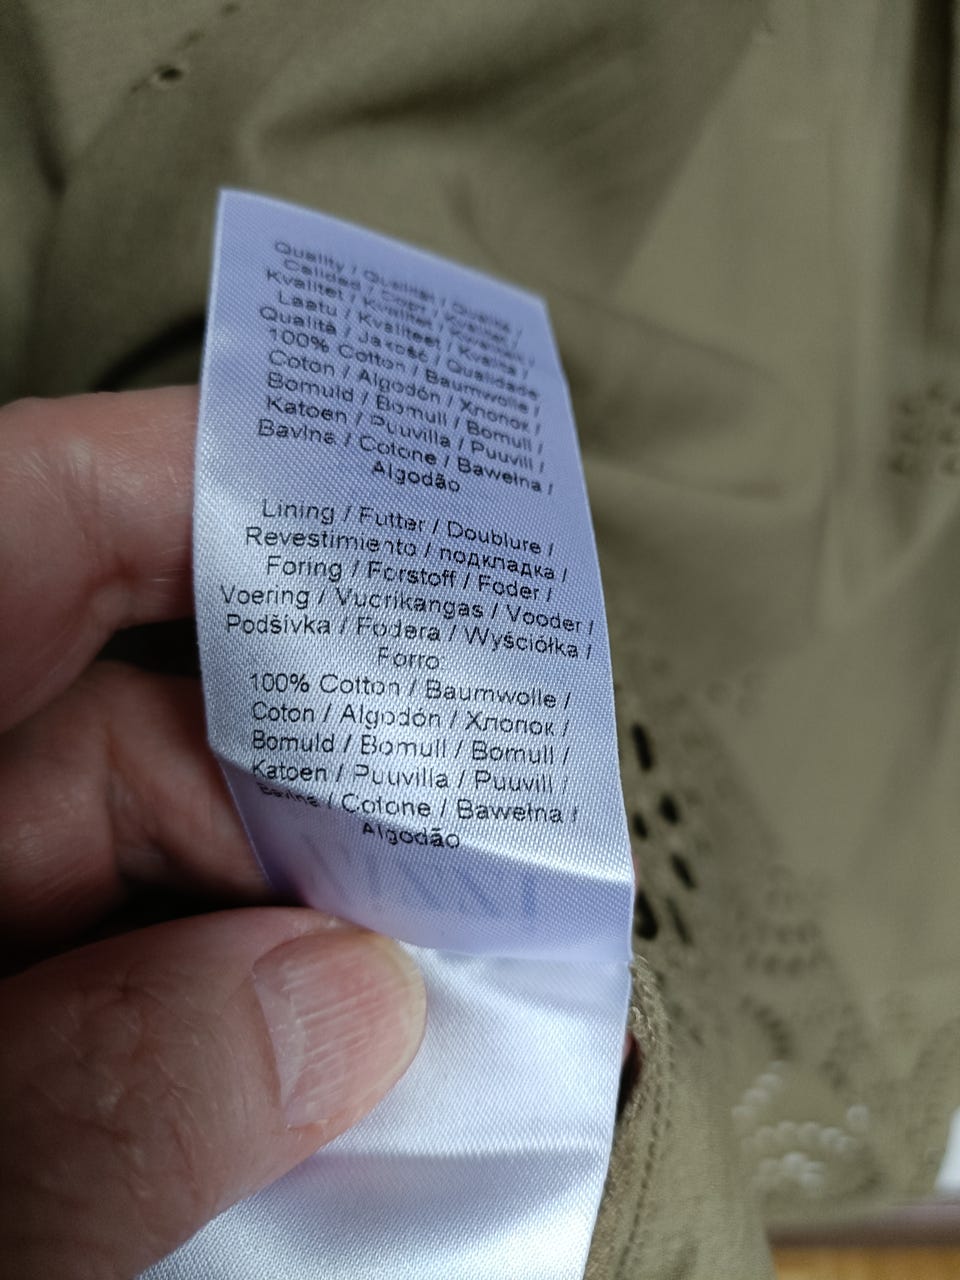 Quality / Qualität / Qualité /
Calidad /
Kvalitet / Kvalitet /
Laatu / Kvaliteet / Kvalita /
Qualità / Jakość / Qualidade
100% Cotton / Baumwolle /
Coton / Algodón / Хлопок /
Bomuld / Bomull / Bomull /
Katoen / Puuvilla / Puuvill /
Bavlna / Cotone / Bawełna /
Algodão
Lining / Futter / Doublure /
Revestimiento / подкладка /
Foring / Forstoff / Foder /
Voering / Vuorikangas / Vooder /
Podšívka / Fodera / Wyściółka /
Forro
100% Cotton / Baumwolle /
Coton / Algodón / Хлопок /
Bomuld / Bomull / Bomull /
Katoen / Puuvilla / Puuvill /
Bavlna / Cotone / Bawełna /
Algodão